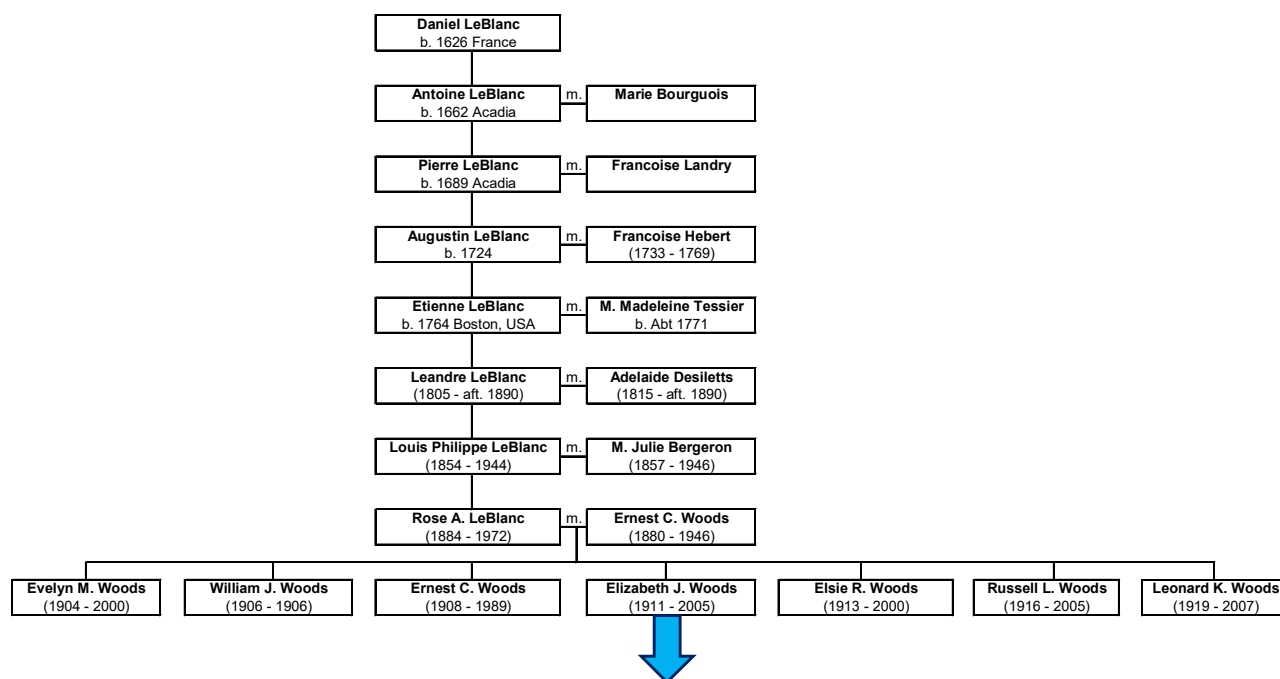 Daniel LeBlanc
b. 1626 France
Antoine LeBlanc
b. 1662 Acadia
m.
Marie Bourguois
Pierre LeBlanc
b. 1689 Acadia
m.
Francoise Landry
Augustin LeBlanc
b. 1724
m.
Francoise Hebert
(1733 - 1769)
Etienne LeBlanc
b. 1764 Boston, USA
m.
M. Madeleine Tessier
b. Abt 1771
Leandre LeBlanc
(1805 - aft. 1890)
m.
Adelaide Desiletts
(1815 - aft. 1890)
Louis Philippe LeBlanc
(1854 - 1944)
m.
M. Julie Bergeron
(1857 - 1946)
Rose A. LeBlanc
(1884 - 1972)
m.
Ernest C. Woods
(1880 - 1946)
Evelyn M. Woods
(1904 - 2000)
William J. Woods
(1906 - 1906)
Ernest C. Woods
(1908 - 1989)
Elizabeth J. Woods
(1911 - 2005)
Elsie R. Woods
(1913 - 2000)
Russell L. Woods
(1916 - 2005)
Leonard K. Woods
(1919 - 2007)